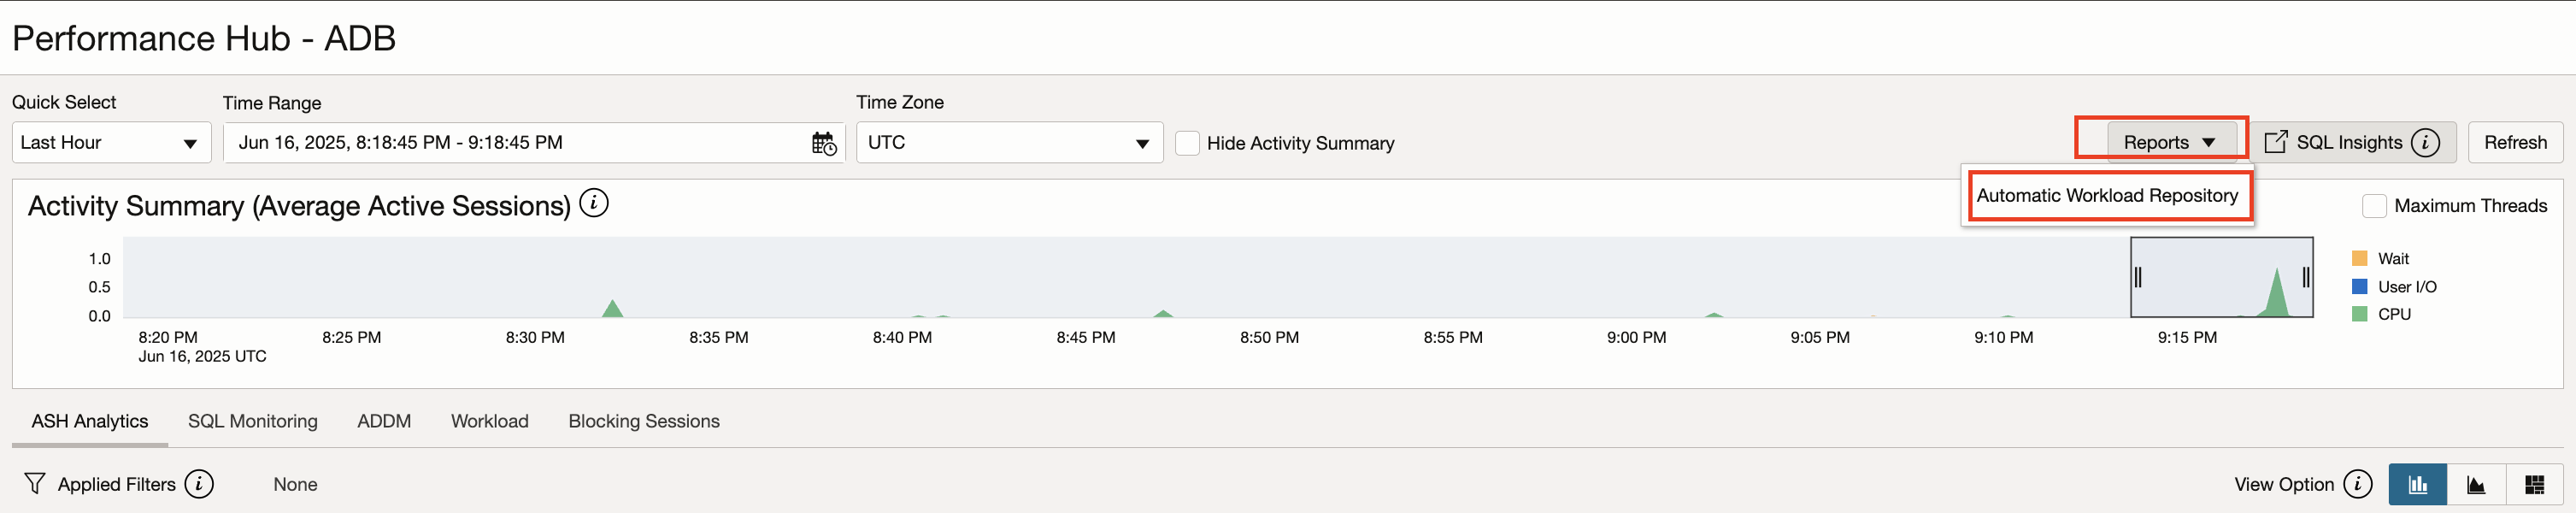 Performance Hub - ADB
Quick Select
Time Range
Time Zone
Last Hour
Jun 16, 2025, 8:18:45 PM - 9:18:45 PM
UTC
Hide Activity Summary
Reports
SQL Insights
Refresh
Automatic Workload Repository
Activity Summary (Average Active Sessions)
Maximum Threads
1.0
0.5
0.0
Wait
User I/O
CPU
8:20 PM 8:25 PM 8:30 PM 8:35 PM 8:40 PM 8:45 PM 8:50 PM 8:55 PM 9:00 PM 9:05 PM 9:10 PM 9:15 PM
Jun 16, 2025 UTC
ASH Analytics SQL Monitoring ADDM Workload Blocking Sessions
Applied Filters None
View Option